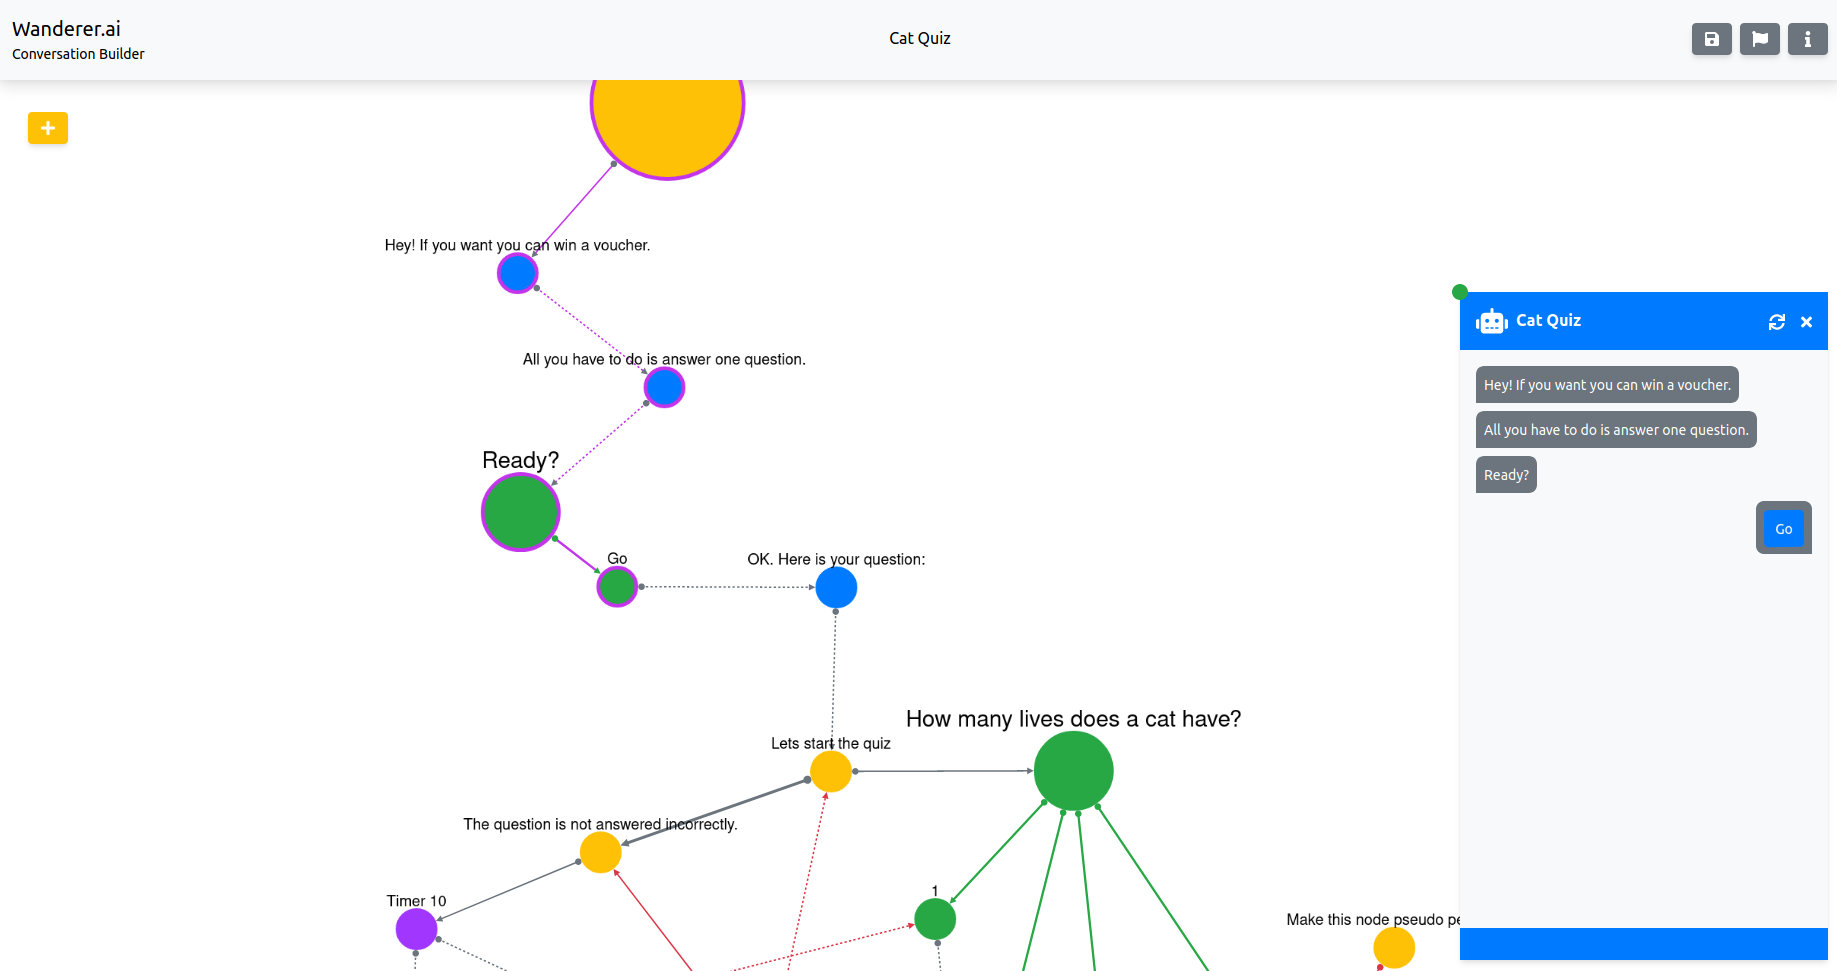 Wanderer.ai
Conversation Builder
Cat Quiz
Hey! If you want you can win a voucher.
All you have to do is answer one question.
Ready?
Go
OK. Here is your question:
How many lives does a cat have?
Lets start the quiz
The question is not answered incorrectly.
Timer 10
1
Make this node pseudo pe
Cat Quiz
Hey! If you want you can win a voucher.
All you have to do is answer one question.
Ready?
Go